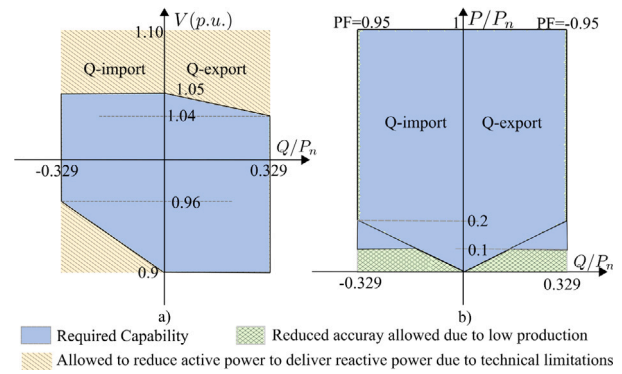 V(p.u.)
1.10
Q-import
Q-export
1.05
1.04
Q/Pn
-0.329
0.329
0.96
0.9
a)
PF=0.95
1
P/Pn
PF=-0.95
Q-import
Q-export
0.2
0.1
Q/Pn
-0.329
0.329
b)
Required Capability
Reduced accuray allowed due to low production
Allowed to reduce active power to deliver reactive power due to technical limitations